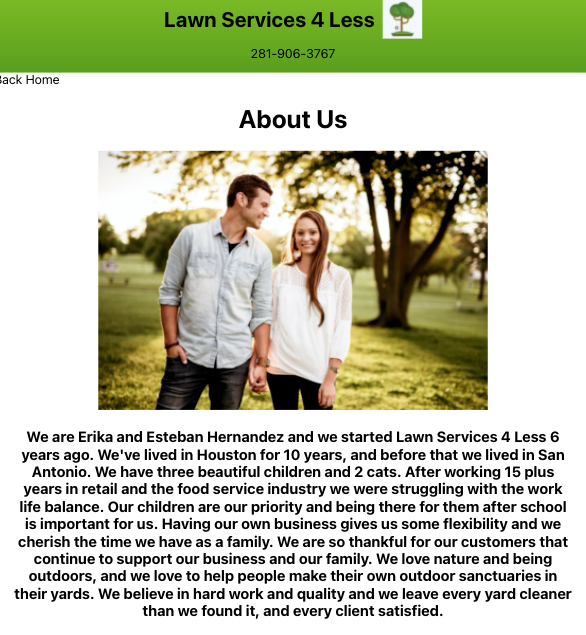 Lawn Services 4 Less
281-906-3767
Back Home
About Us
We are Erika and Esteban Hernandez and we started Lawn Services 4 Less 6
years ago. We've lived in Houston for 10 years, and before that we lived in San
Antonio. We have three beautiful children and 2 cats. After working 15 plus
years in retail and the food service industry we were struggling with the work
life balance. Our children are our priority and being there for them after school
is important for us. Having our own business gives us some flexibility and we
cherish the time we have as a family. We are so thankful for our customers that
continue to support our business and our family. We love nature and being
outdoors, and we love to help people make their own outdoor sanctuaries in
their yards. We believe in hard work and quality and we leave every yard cleaner
than we found it, and every client satisfied.